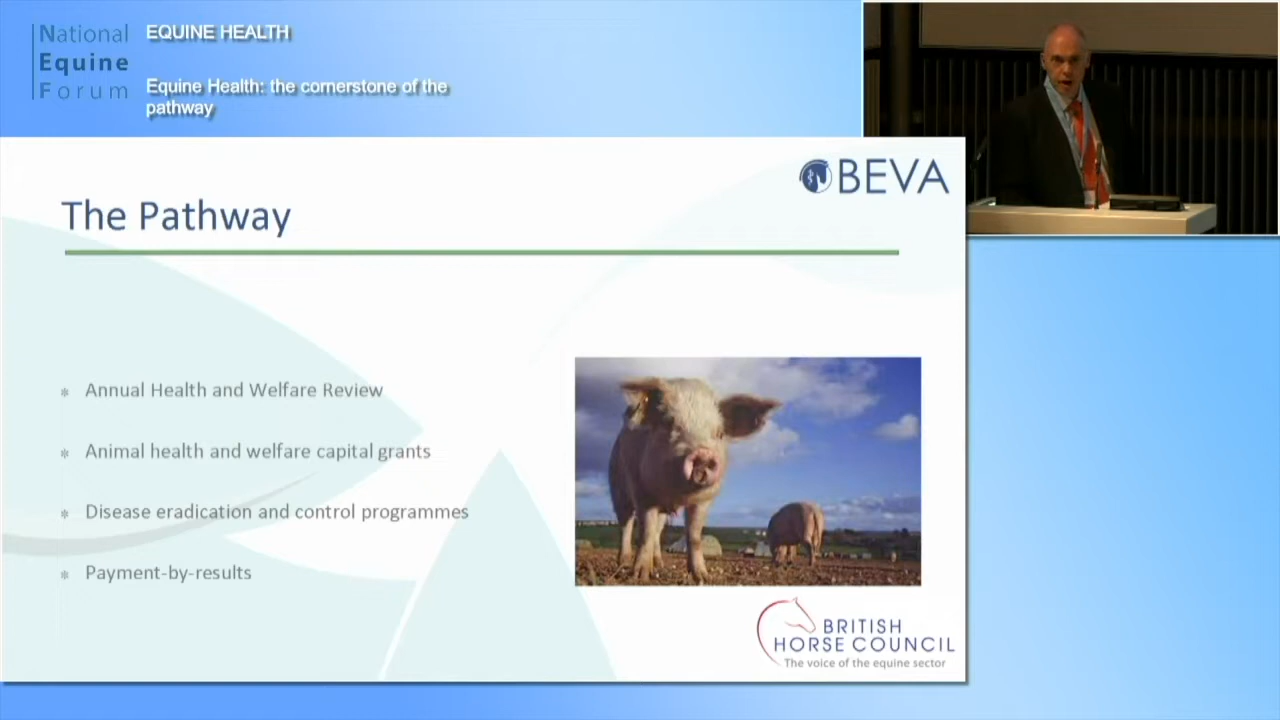 National
Equine
Forum
EQUINE HEALTH
Equine Health: the cornerstone of the
pathway
BEVA
The Pathway
* Annual Health and Welfare Review
* Animal health and welfare capital grants
* Disease eradication and control programmes
* Payment-by-results
BRITISH
HORSE COUNCIL
The voice of the equine sector